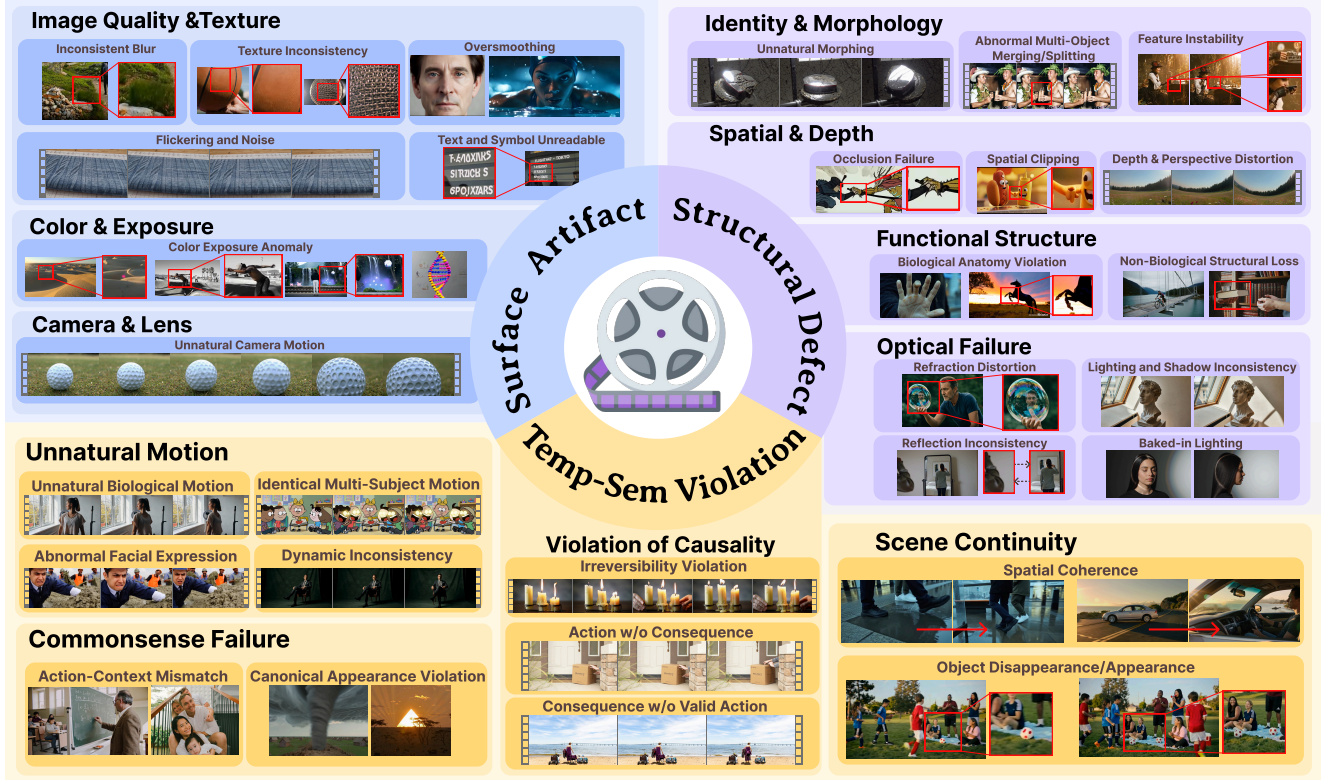 Image Quality &Texture
Inconsistent Blur
Texture Inconsistency
Oversmoothing
Flickering and Noise
Text and Symbol Unreadable
Color & Exposure
Color Exposure Anomaly
Camera & Lens
Unnatural Camera Motion
Identity & Morphology
Unnatural Morphing
Abnormal Multi-Object
Merging/Splitting
Feature Instability
Spatial & Depth
Occlusion Failure
Spatial Clipping
Depth & Perspective Distortion
Functional Structure
Biological Anatomy Violation
Non-Biological Structural Loss
Optical Failure
Refraction Distortion
Lighting and Shadow Inconsistency
Reflection Inconsistency
Baked-in Lighting
Surface Artifact
Structural Defect
Temp-Sem Violation
Unnatural Motion
Unnatural Biological Motion
Identical Multi-Subject Motion
Abnormal Facial Expression
Dynamic Inconsistency
Commonsense Failure
Action-Context Mismatch
Canonical Appearance Violation
Violation of Causality
Irreversibility Violation
Action w/o Consequence
Consequence w/o Valid Action
Scene Continuity
Spatial Coherence
Object Disappearance/Appearance